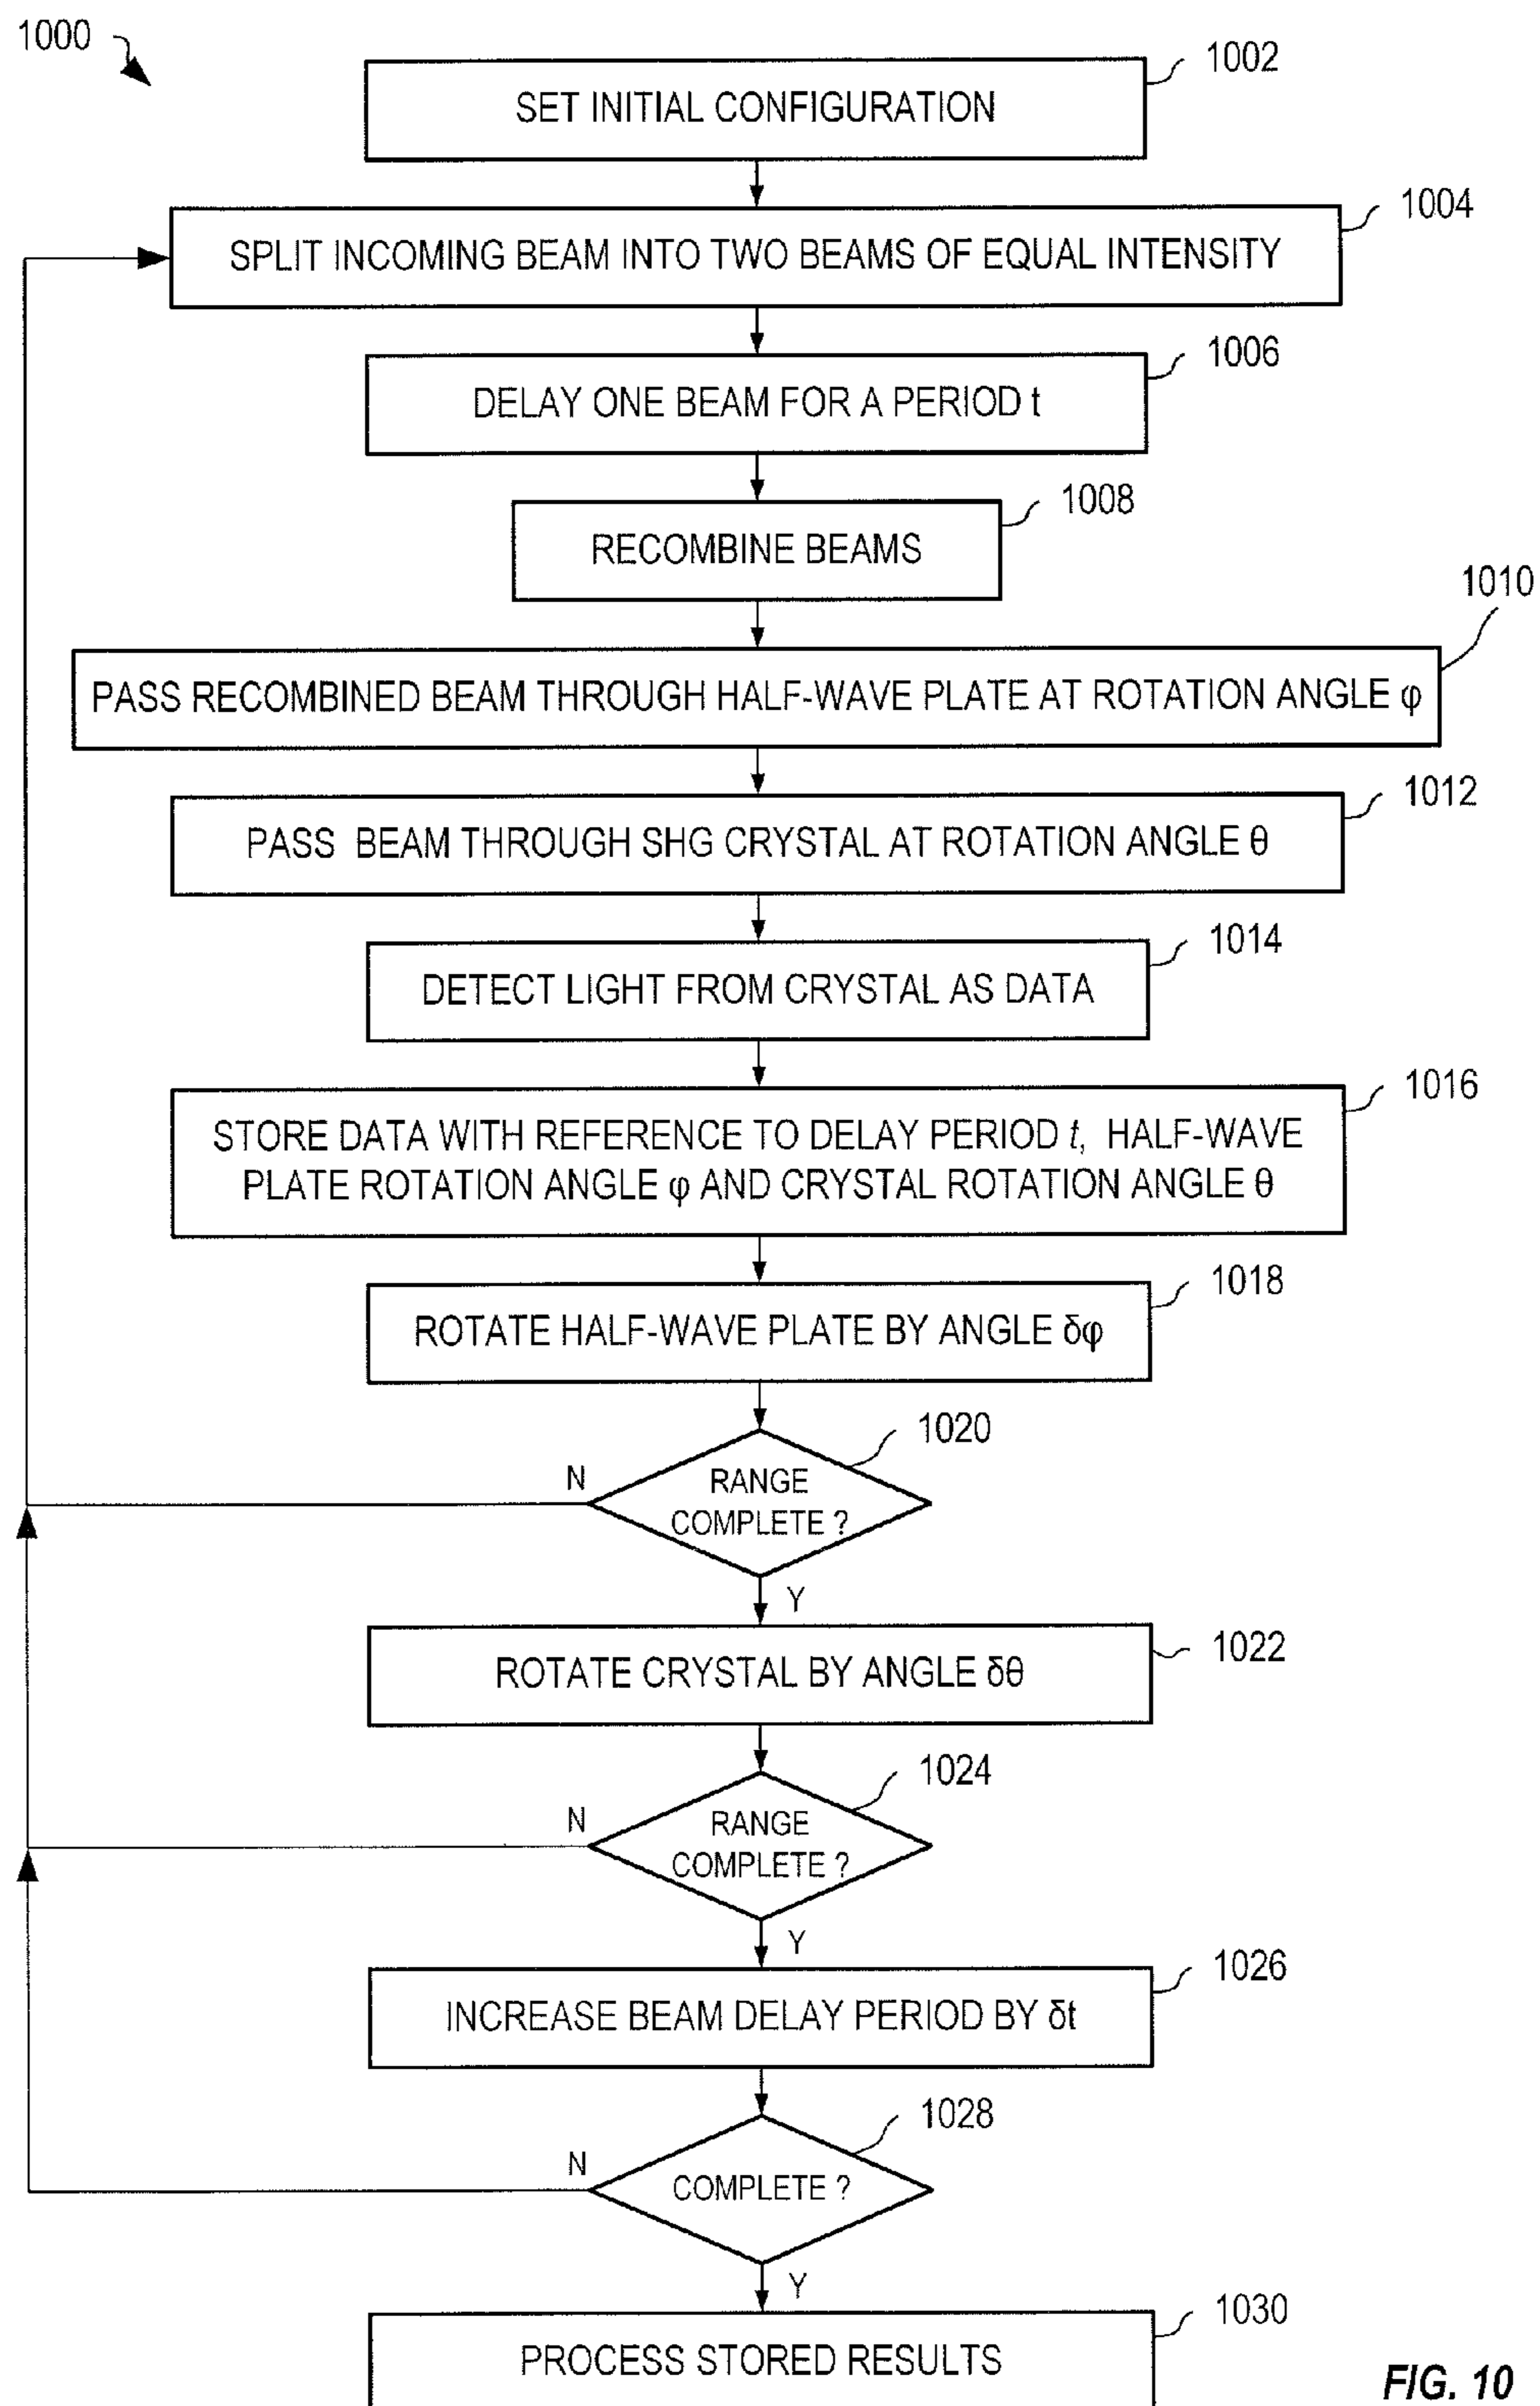 1000
1002
SET INITIAL CONFIGURATION
1004
SPLIT INCOMING BEAM INTO TWO BEAMS OF EQUAL INTENSITY
1006
DELAY ONE BEAM FOR A PERIOD t
1008
RECOMBINE BEAMS
1010
PASS RECOMBINED BEAM THROUGH HALF-WAVE PLATE AT ROTATION ANGLE φ
1012
PASS BEAM THROUGH SHG CRYSTAL AT ROTATION ANGLE θ
1014
DETECT LIGHT FROM CRYSTAL AS DATA
1016
STORE DATA WITH REFERENCE TO DELAY PERIOD t, HALF-WAVE
PLATE ROTATION ANGLE φ AND CRYSTAL ROTATION ANGLE θ
1018
ROTATE HALF-WAVE PLATE BY ANGLE δφ
1020
N
RANGE
COMPLETE ?
Y
1022
ROTATE CRYSTAL BY ANGLE δθ
1024
N
RANGE
COMPLETE ?
Y
1026
INCREASE BEAM DELAY PERIOD BY δt
1028
N
COMPLETE ?
Y
1030
PROCESS STORED RESULTS
FIG. 10